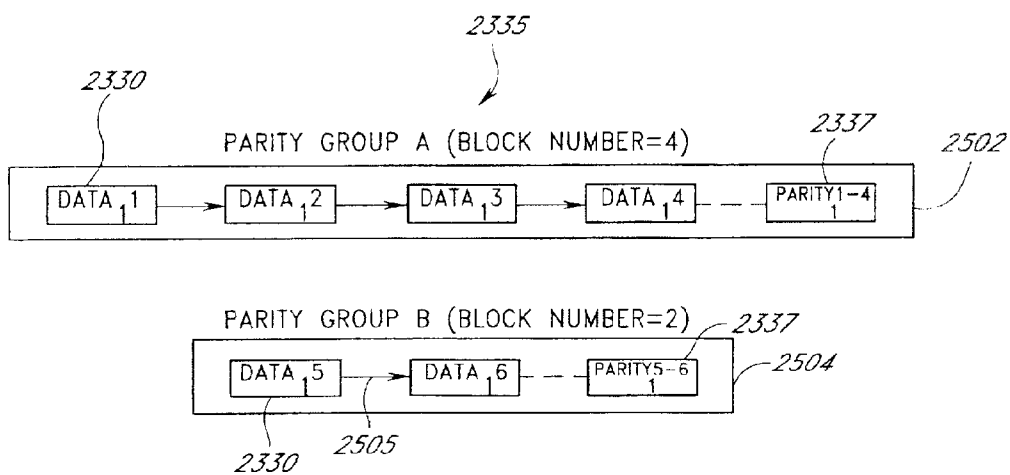 2335
2330
2337
PARITY GROUP A (BLOCK NUMBER=4)
2502
DATA 1 1
DATA 1 2
DATA 1 3
DATA 1 4
PARITY1-4
1
PARITY GROUP B (BLOCK NUMBER=2)
2337
DATA 1 5
DATA 1 6
PARITY5-6
1
2504
2505
2330